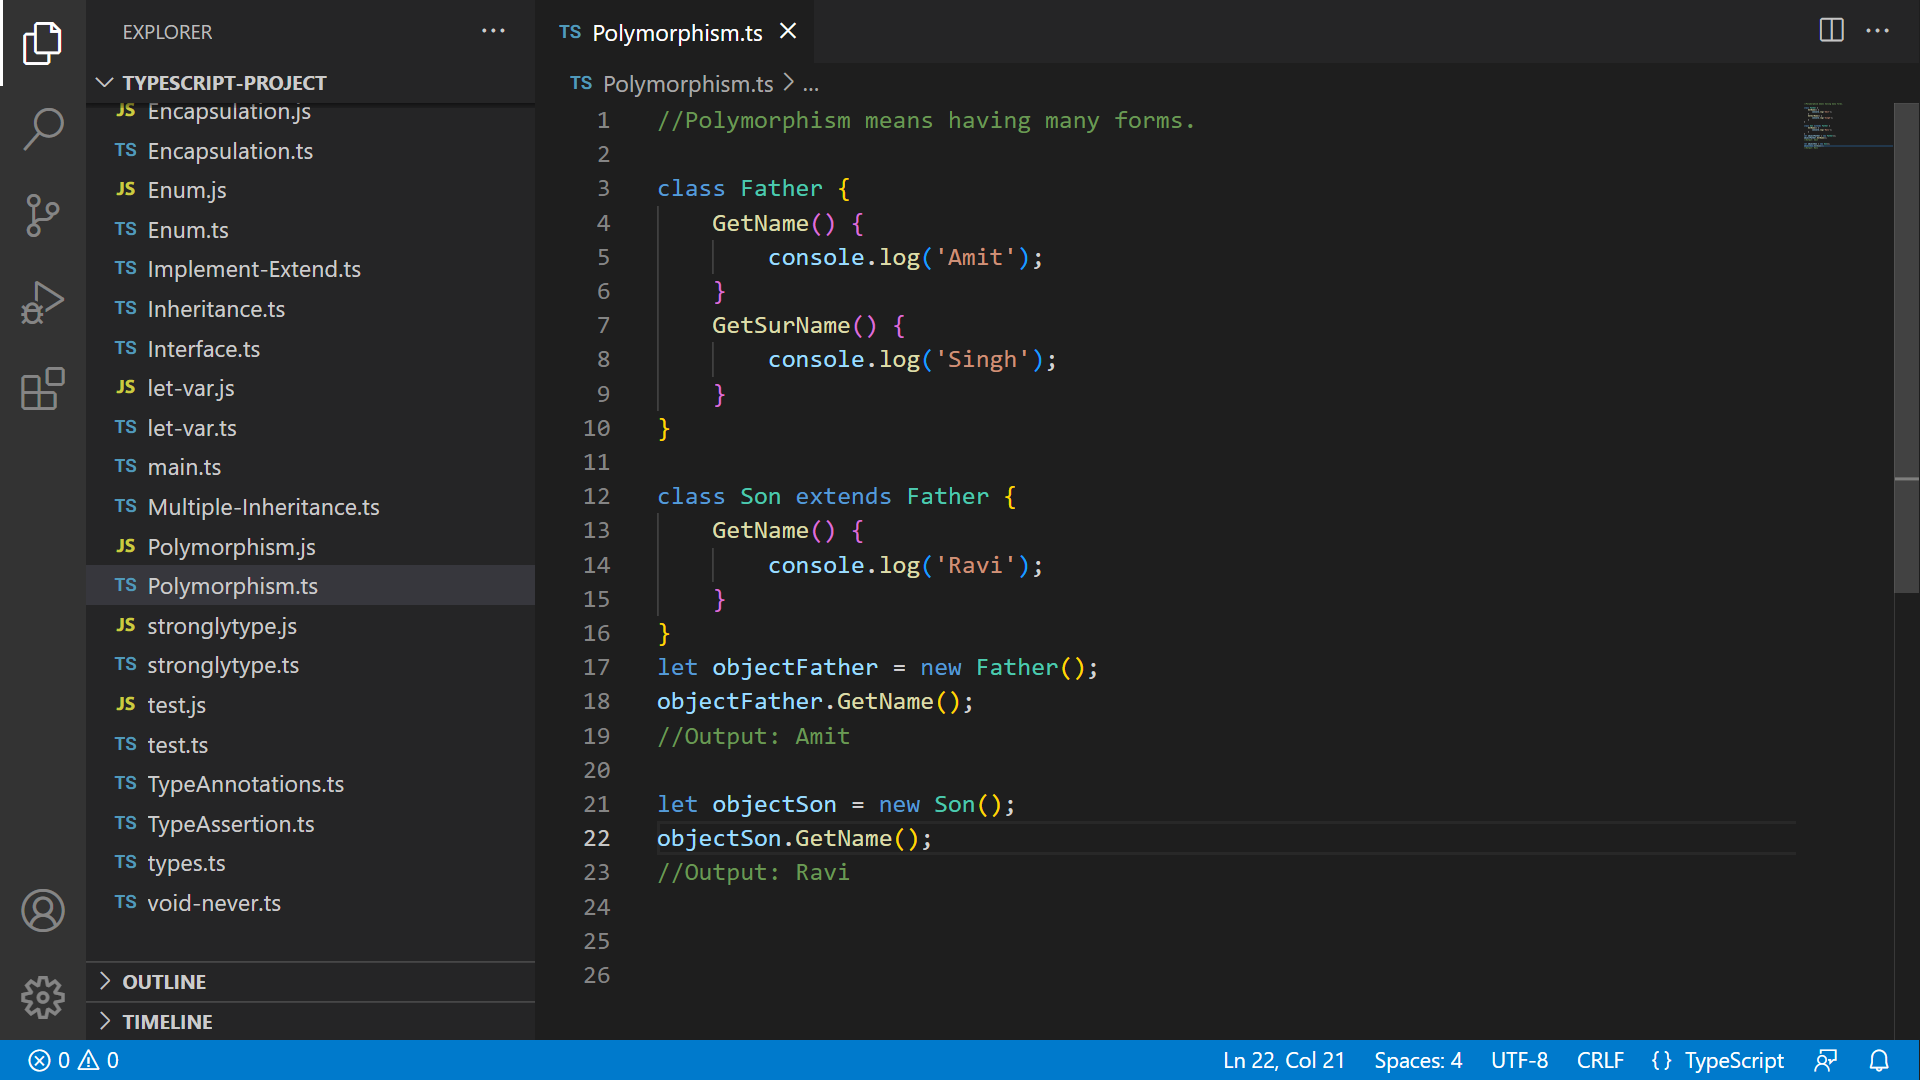 EXPLORER
TYPESCRIPT-PROJECT
JS Encapsulation.js
TS Encapsulation.ts
JS Enum.js
TS Enum.ts
TS Implement-Extend.ts
TS Inheritance.ts
TS Interface.ts
JS let-var.js
TS let-var.ts
TS main.ts
TS Multiple-Inheritance.ts
JS Polymorphism.js
TS Polymorphism.ts
JS stronglytype.js
TS stronglytype.ts
JS test.js
TS test.ts
TS TypeAnnotations.ts
TS TypeAssertion.ts
TS types.ts
TS void-never.ts
OUTLINE
TIMELINE
TS Polymorphism.ts
TS Polymorphism.ts > ...
1 //Polymorphism means having many forms.
2
3 class Father {
4     GetName() {
5         console.log('Amit');
6     }
7     GetSurName() {
8         console.log('Singh');
9     }
10 }
11
12 class Son extends Father {
13     GetName() {
14         console.log('Ravi');
15     }
16 }
17 let objectFather = new Father();
18 objectFather.GetName();
19 //Output: Amit
20
21 let objectSon = new Son();
22 objectSon.GetName();
23 //Output: Ravi
24
25
26
0 0 Ln 22, Col 21 Spaces: 4 UTF-8 CRLF {} TypeScript